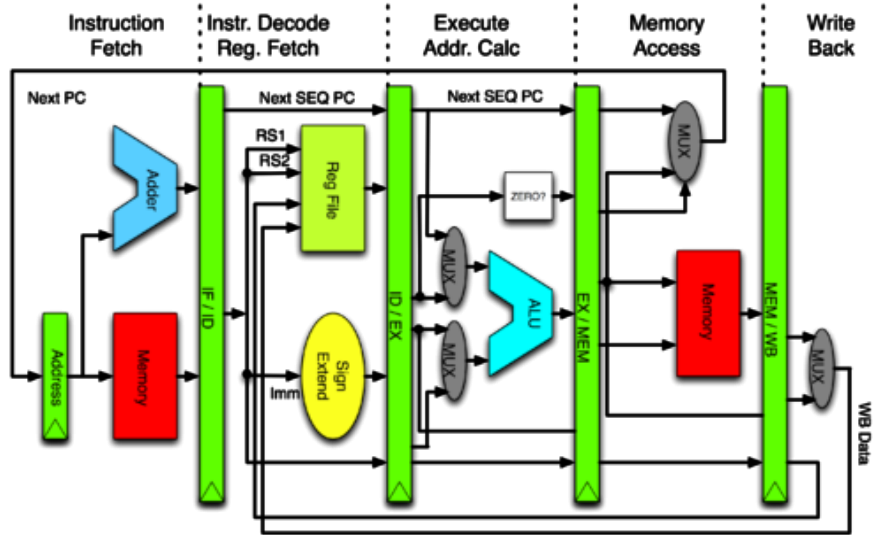 Instruction
Fetch
Instr. Decode
Reg. Fetch
Execute
Addr. Calc
Memory
Access
Write
Back
Next PC
Next SEQ PC
Next SEQ PC
RS1
RS2
Reg File
Adder
ZERO?
MUX
MUX
MUX
MUX
ALU
IF / ID
ID / EX
EX / MEM
MEM / WB
Address
Memory
Sign
Extend
Imm
Memory
WB Data